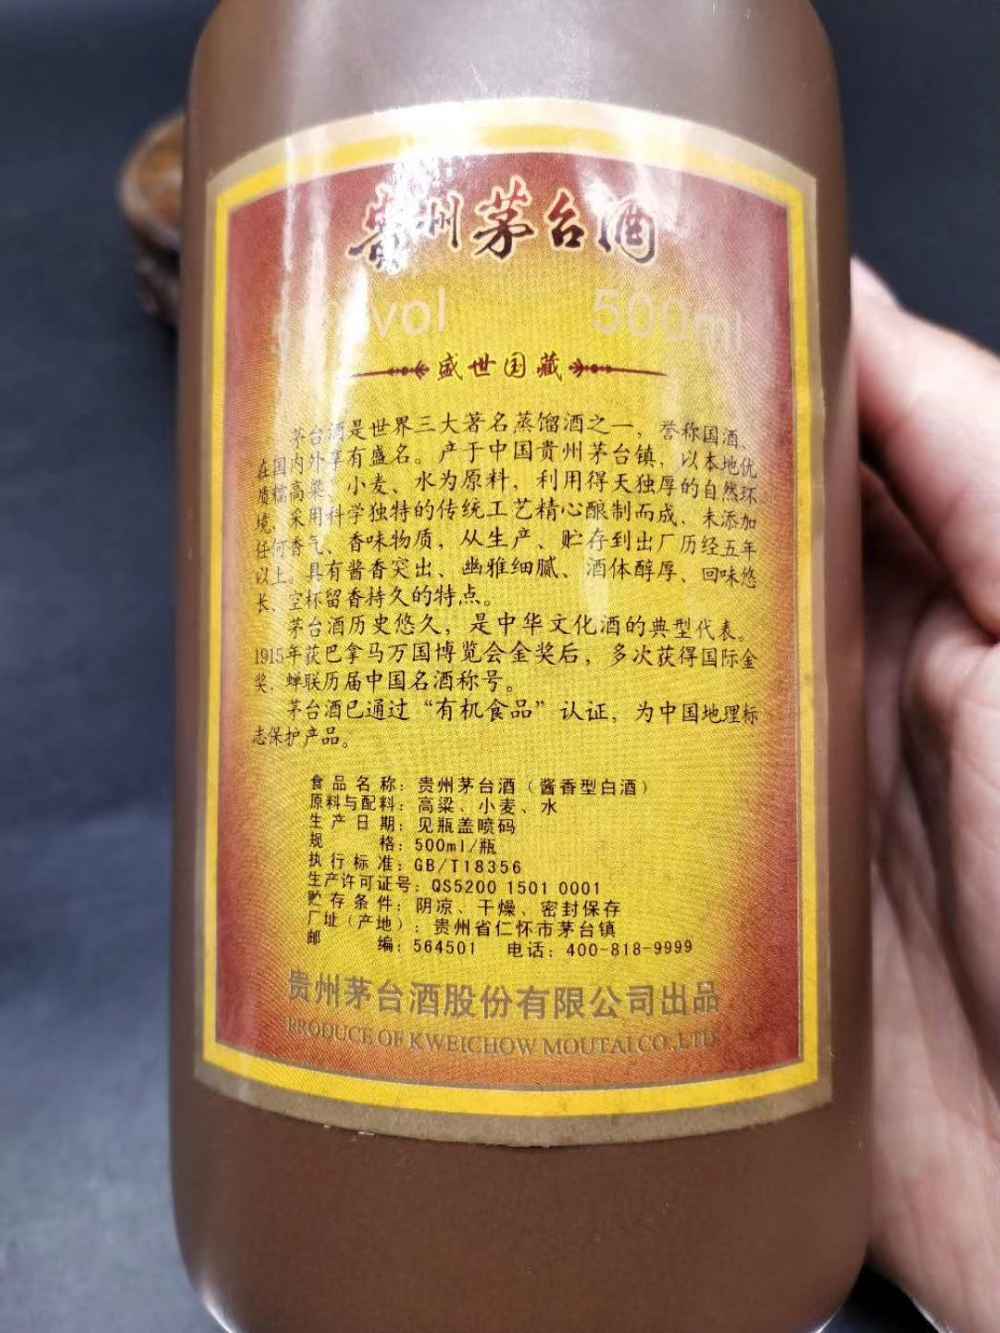 贵州茅台酒
vol 500ml
盛世国藏
茅台酒是世界三大著名蒸馏酒之一，誉称国酒、
在国内外享有盛名。产于中国贵州茅台镇，以本地优
质糯高粱、小麦、水为原料，利用得天独厚的自然环
境、采用科学独特的传统工艺精心酿制而成，未添加
任何香气、香味物质，从生产、贮存到出厂历经五年
以上。具有酱香突出、幽雅细腻、酒体醇厚、回味悠
长、空杯留香持久的特点。
茅台酒历史悠久，是中华文化酒的典型代表。
1915年获巴拿马万国博览会金奖后，多次获得国际金
奖，蝉联历届中国名酒称号。
茅台酒已通过“有机食品”认证，为中国地理标
志保护产品。
食品名称：贵州茅台酒（酱香型白酒）
原料与配料：高粱、小麦、水
生产日期：见瓶盖喷码
规格：500ml/瓶
执行标准：GB/T18356
生产许可证号：QS5200 1501 0001
贮存条件：阴凉、干燥、密封保存
厂址（产地）：贵州省仁怀市茅台镇
邮编：564501 电话：400-818-9999
贵州茅台酒股份有限公司出品
PRODUCE OF KWEICHOW MOUTAI CO.,LTD.